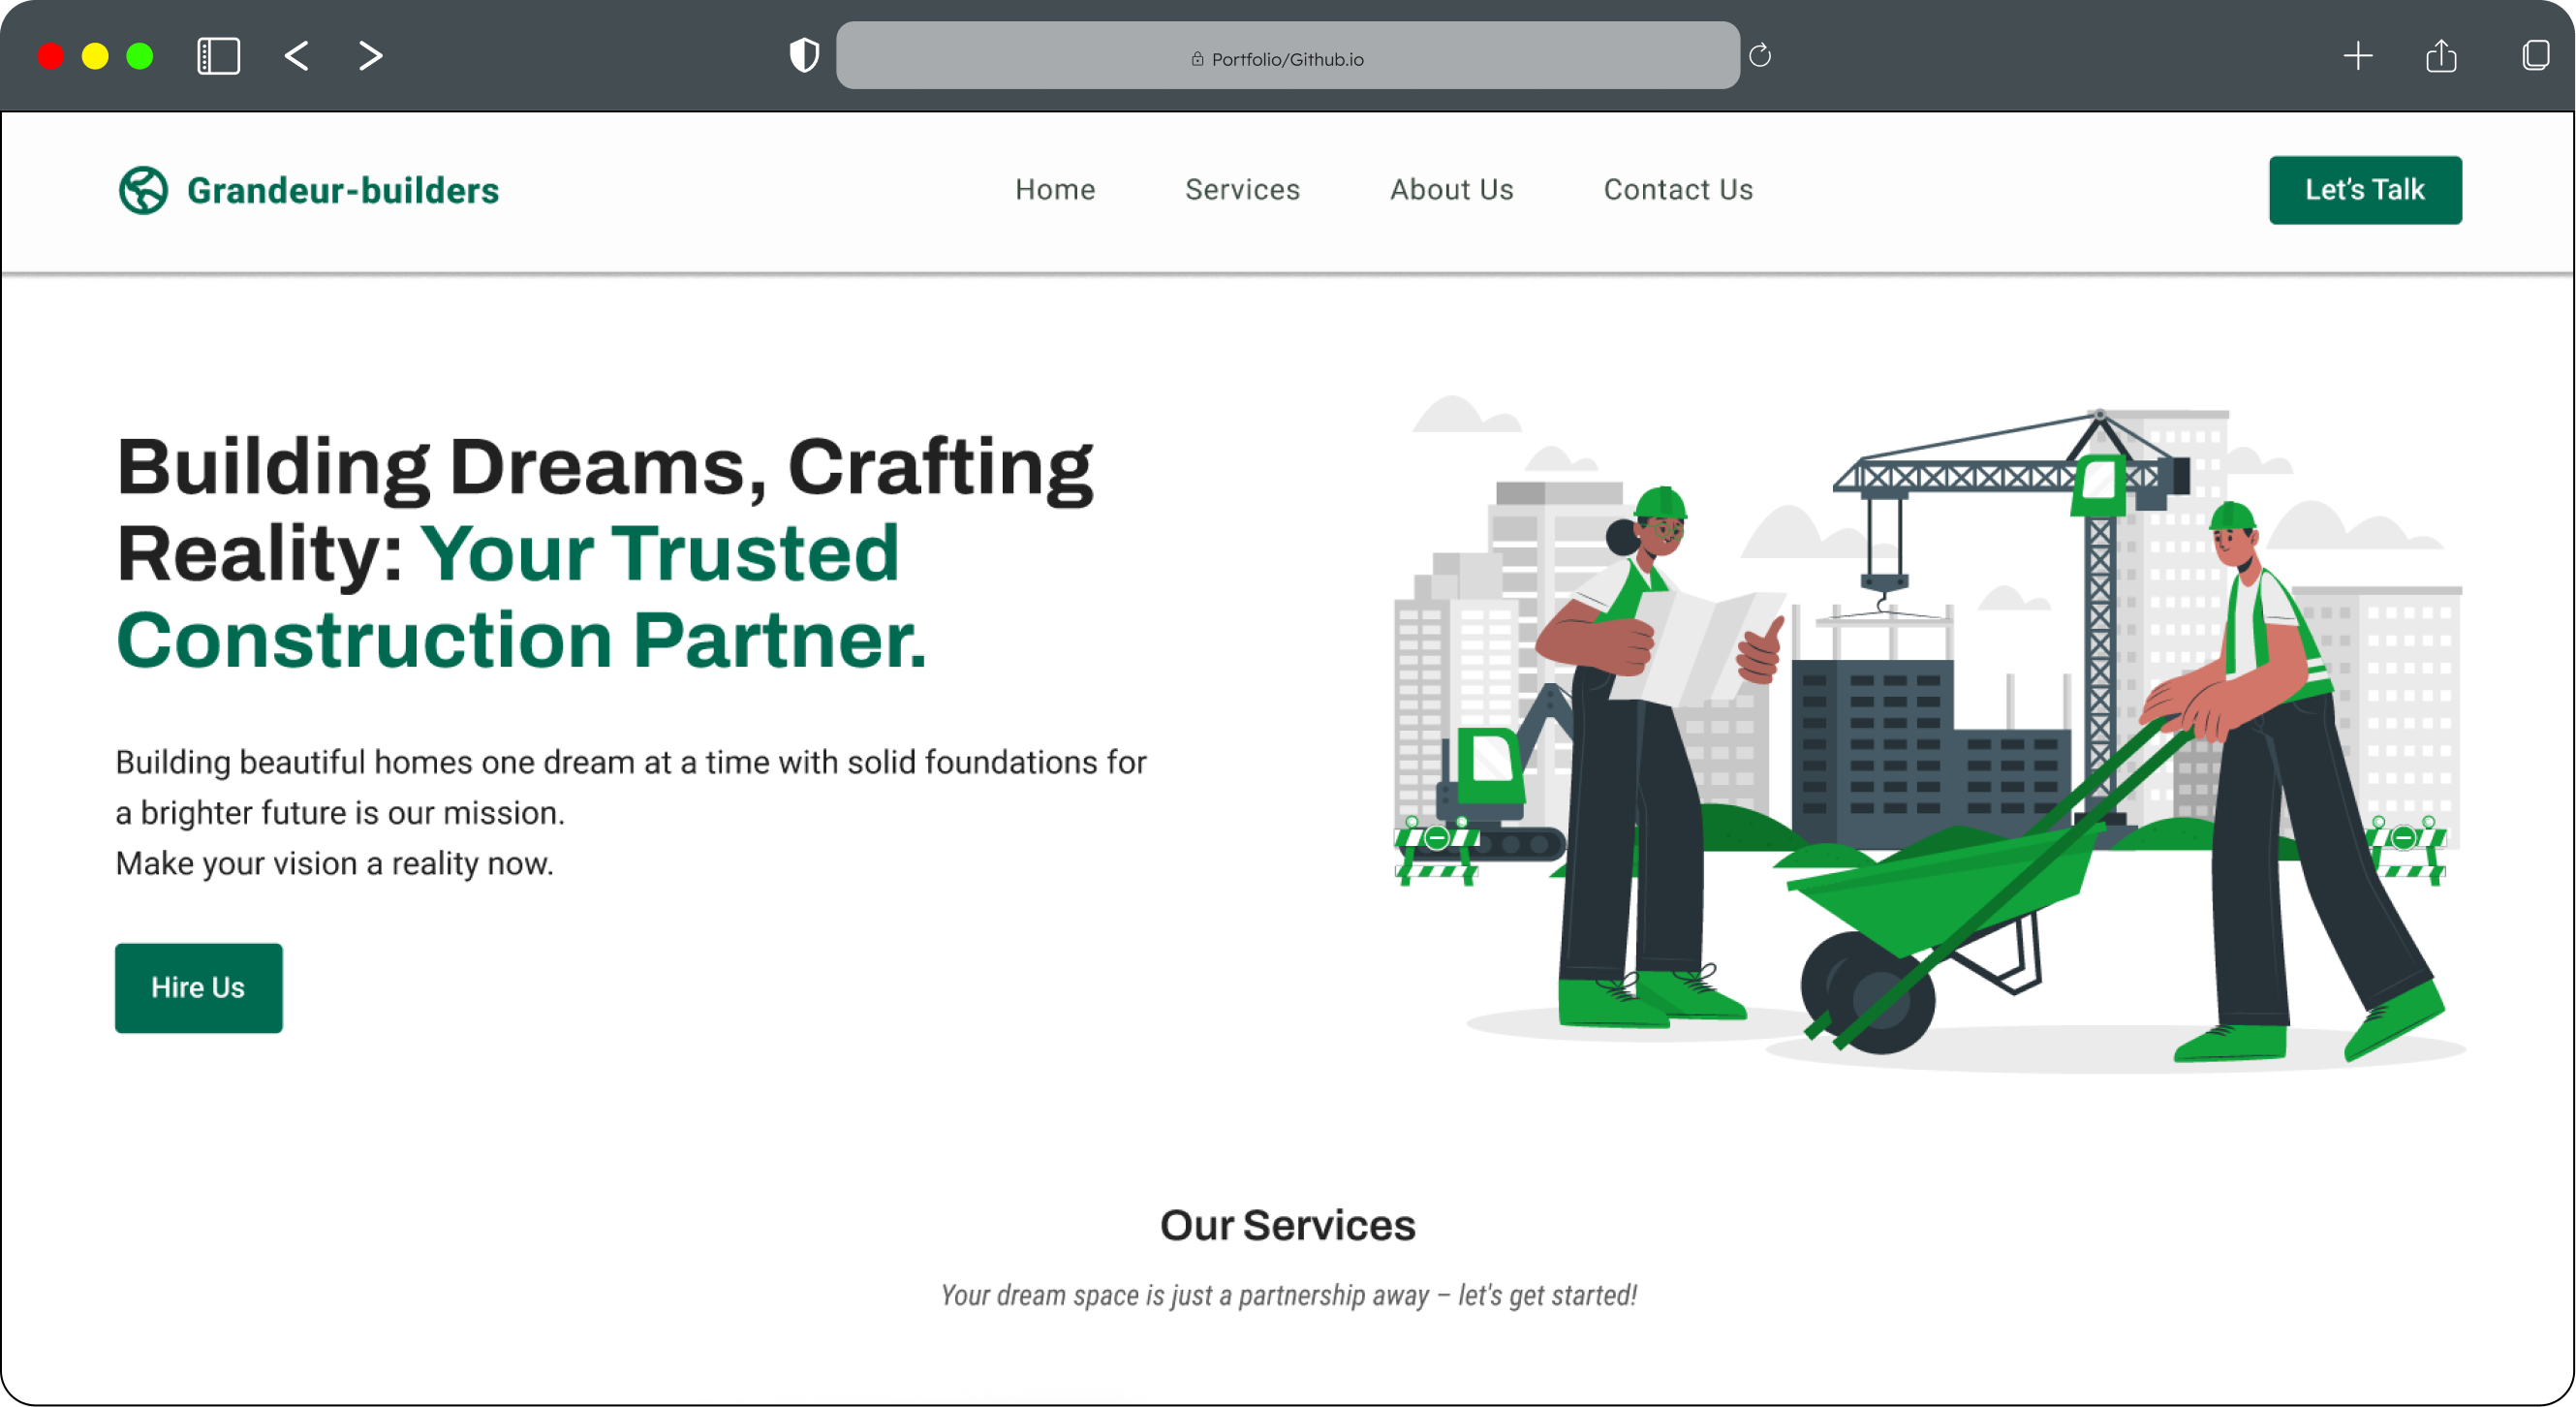 Portfolio/Github.io
Grandeur-builders
Home Services About Us Contact Us
Let's Talk
Building Dreams, Crafting
Reality: Your Trusted
Construction Partner.
Building beautiful homes one dream at a time with solid foundations for
a brighter future is our mission.
Make your vision a reality now.
Hire Us
Our Services
Your dream space is just a partnership away – let's get started!